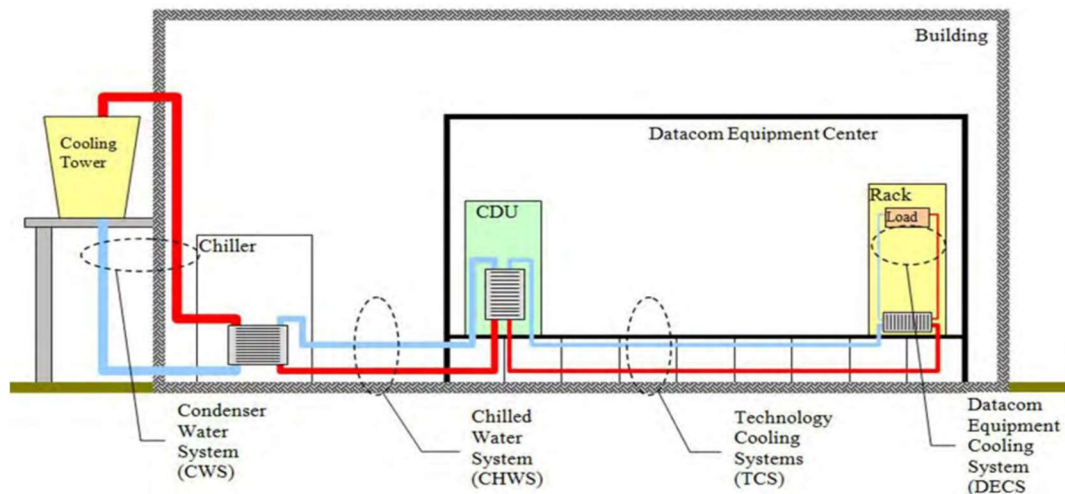 Building
Cooling
Tower
Datacom Equipment Center
CDU
Rack
Load
Chiller
Condenser
Water
System
(CWS)
Chilled
Water
System
(CHWS)
Technology
Cooling
Systems
(TCS)
Datacom
Equipment
Cooling
System
(DECS